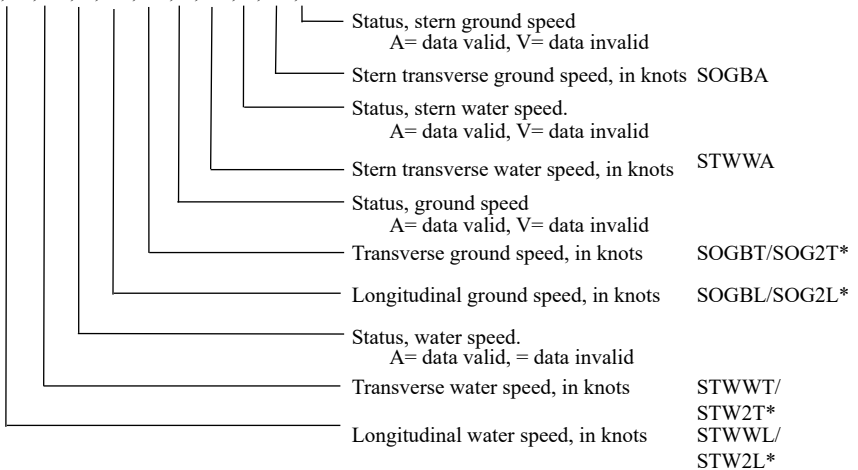 Status, stern ground speed
A= data valid, V= data invalid
Stern transverse ground speed, in knots SOGBA
Status, stern water speed.
A= data valid, V= data invalid
Stern transverse water speed, in knots STWWA
Status, ground speed
A= data valid, V= data invalid
Transverse ground speed, in knots SOGBT/SOG2T*
Longitudinal ground speed, in knots SOGBL/SOG2L*
Status, water speed.
A= data valid, = data invalid
Transverse water speed, in knots STWWT/
STW2T*
Longitudinal water speed, in knots STWWL/
STW2L*